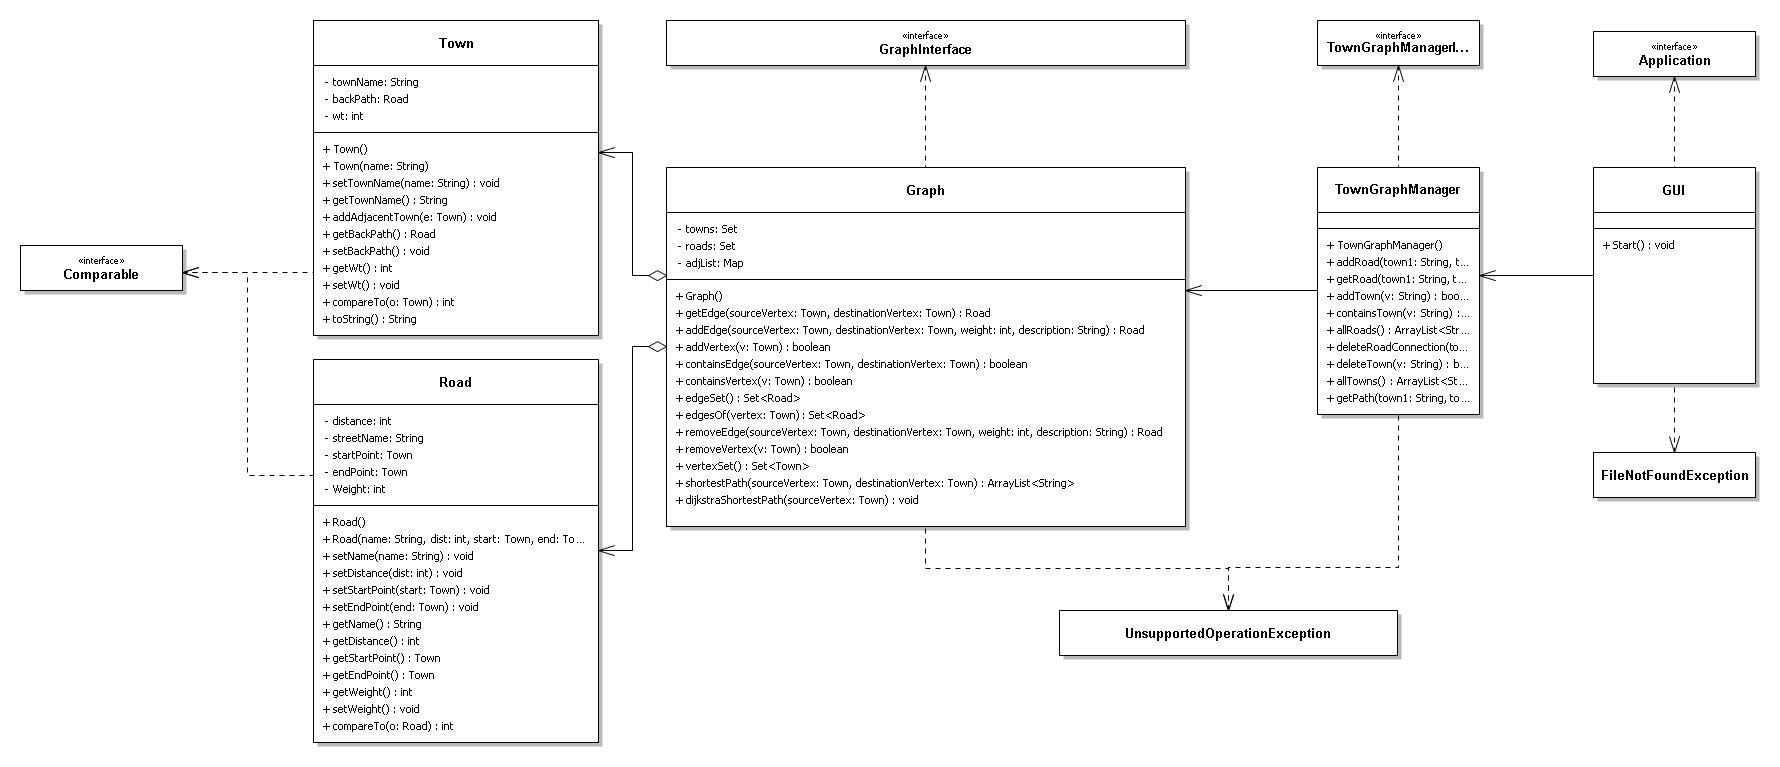 «interface»
Comparable
Town
- townName: String
- backPath: Road
- wt: int
+ Town()
+ Town(name: String)
+ setTownName(name: String) : void
+ getTownName() : String
+ addAdjacentTown(e: Town) : void
+ getBackPath() : Road
+ setBackPath() : void
+ getWt() : int
+ setWt() : void
+ compareTo(o: Town) : int
+ toString() : String
Road
- distance: int
- streetName: String
- startPoint: Town
- endPoint: Town
- Weight: int
+ Road()
+ Road(name: String, dist: int, start: Town, end: To...
+ setName(name: String) : void
+ setDistance(dist: int) : void
+ setStartPoint(start: Town) : void
+ setEndPoint(end: Town) : void
+ getName() : String
+ getDistance() : int
+ getStartPoint() : Town
+ getEndPoint() : Town
+ getWeight() : int
+ setWeight() : void
+ compareTo(o: Road) : int
«interface»
GraphInterface
Graph
- towns: Set
- roads: Set
- adjList: Map
+ Graph()
+ getEdge(sourceVertex: Town, destinationVertex: Town) : Road
+ addEdge(sourceVertex: Town, destinationVertex: Town, weight: int, description: String) : Road
+ addVertex(v: Town) : boolean
+ containsEdge(sourceVertex: Town, destinationVertex: Town) : boolean
+ containsVertex(v: Town) : boolean
+ edgeSet() : Set<Road>
+ edgesOf(vertex: Town) : Set<Road>
+ removeEdge(sourceVertex: Town, destinationVertex: Town, weight: int, description: String) : Road
+ removeVertex(v: Town) : boolean
+ vertexSet() : Set<Town>
+ shortestPath(sourceVertex: Town, destinationVertex: Town) : ArrayList<String>
+ dijkstraShortestPath(sourceVertex: Town) : void
«interface»
TownGraphManagerI...
TownGraphManager
+ TownGraphManager()
+ addRoad(town1: String, t...
+ getRoad(town1: String, t...
+ addTown(v: String) : boo...
+ containsTown(v: String) : ...
+ allRoads() : ArrayList<Str...
+ deleteRoadConnection(to...
+ deleteTown(v: String) : b...
+ allTowns() : ArrayList<St...
+ getPath(town1: String, to...
UnsupportedOperationException
«interface»
Application
GUI
+ Start() : void
FileNotFoundException